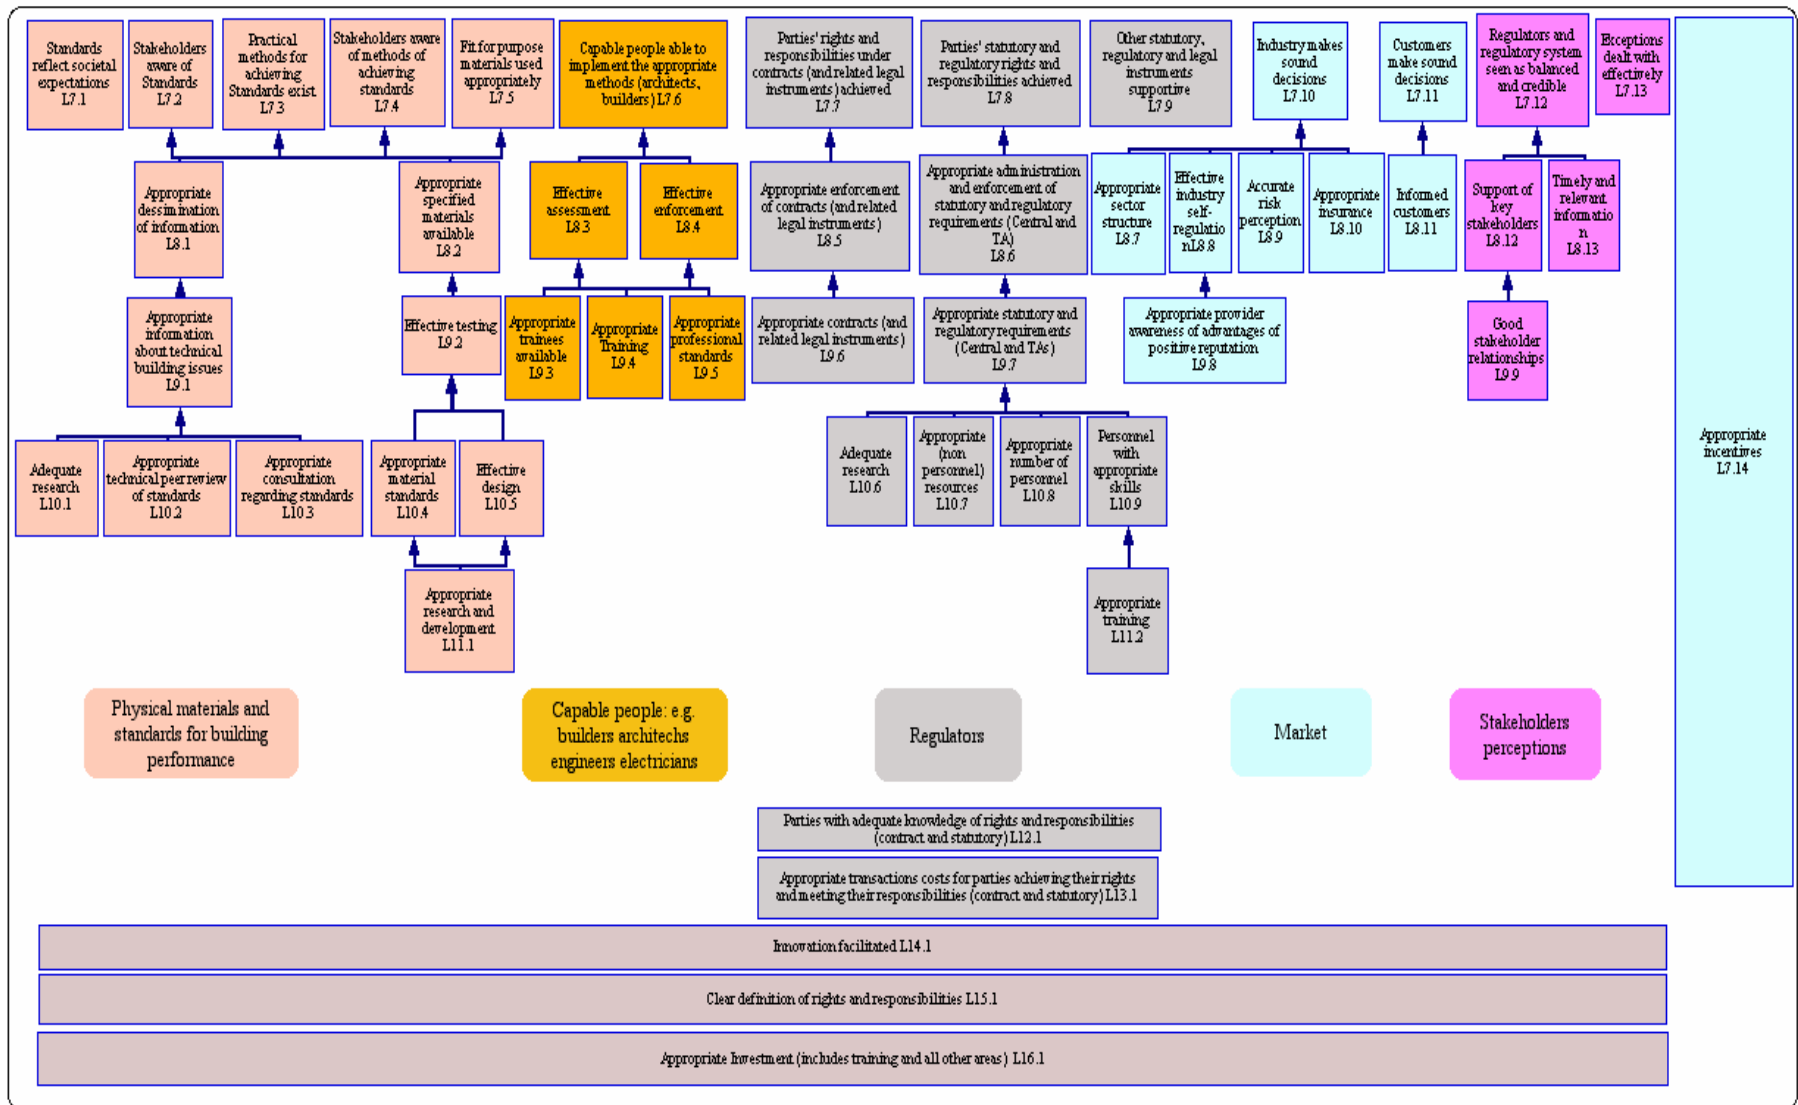 Standards
reflect societal
expectations
L7.1
Stakeholders
aware of
Standards
L7.2
Practical
methods for
achieving
Standards exist
L7.3
Stakeholders aware
of methods of
achieving
standards
L7.4
Fit for purpose
materials used
appropriately
L7.5
Capable people able to
implement the appropriate
methods (architects,
builders) L7.6
Parties' rights and
responsibilities under
contracts (and related legal
instruments) achieved
L7.7
Parties' statutory and
regulatory rights and
responsibilities achieved
L7.8
Other statutory,
regulatory and legal
instruments
supportive
L7.9
Industry makes
sound
decisions
L7.10
Customers
make sound
decisions
L7.11
Regulators and
regulatory system
seen as balanced
and credible
L7.12
Exceptions
dealt with
effectively
L7.13
Appropriate
incentives
L7.14
Appropriate
dessimination
of information
L8.1
Appropriate
specified
materials
available
L8.2
Effective
assessment
L8.3
Effective
enforcement
L8.4
Appropriate enforcement
of contracts (and related
legal instruments)
L8.5
Appropriate administration
and enforcement of
statutory and regulatory
requirements (Central and
TA)
L8.6
Appropriate
sector
structure
L8.7
Effective
industry
self-
regulatio
nL8.8
Accurate
risk
perception
L8.9
Appropriate
insurance
L8.10
Informed
customers
L8.11
Support of
key
stakeholders
L8.12
Timely and
relevant
informatio
n
L8.13
Appropriate
information
about technical
building issues
L9.1
Effective testing
L9.2
Appropriate
trainees
available
L9.3
Appropriate
Training
L9.4
Appropriate
professional
standards
L9.5
Appropriate contracts (and
related legal instruments)
L9.6
Appropriate statutory and
regulatory requirements
(Central and TAs)
L9.7
Appropriate provider
awareness of advantages of
positive reputation
L9.8
Good
stakeholder
relationships
L9.9
Adequate
research
L10.1
Appropriate
technical peer review
of standards
L10.2
Appropriate
consultation
regarding standards
L10.3
Appropriate
material
standards
L10.4
Effective
design
L10.5
Adequate
research
L10.6
Appropriate
(non
personnel)
resources
L10.7
Appropriate
number of
personnel
L10.8
Personnel
with
appropriate
skills
L10.9
Appropriate
research and
development
L11.1
Appropriate
training
L11.2
Physical materials and
standards for building
performance
Capable people: e.g.
builders architechs
engineers electricians
Regulators
Market
Stakeholders
perceptions
Parties with adequate knowledge of rights and responsibilities
(contract and statutory) L12.1
Appropriate transactions costs for parties achieving their rights
and meeting their responsibilities (contract and statutory) L13.1
Innovation facilitated L14.1
Clear definition of rights and responsibilities L15.1
Appropriate Investment (includes training and all other areas) L16.1